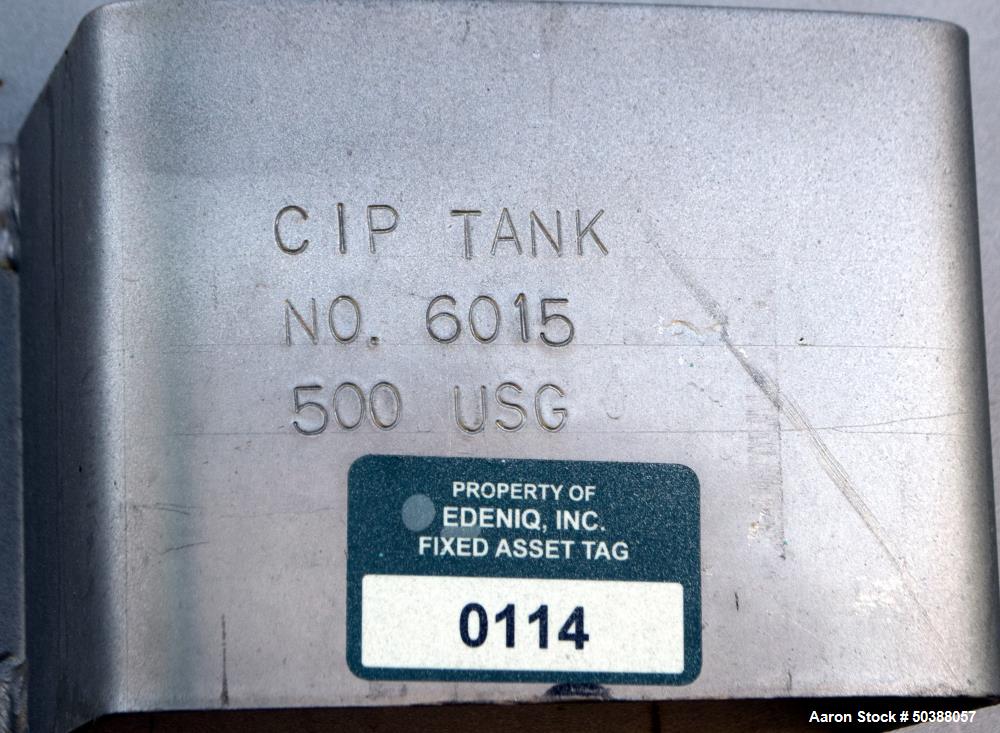 CIP TANK
NO. 6015
500 USG
PROPERTY OF
EDENIQ, INC.
FIXED ASSET TAG
0114
Aaron Stock # 50388057